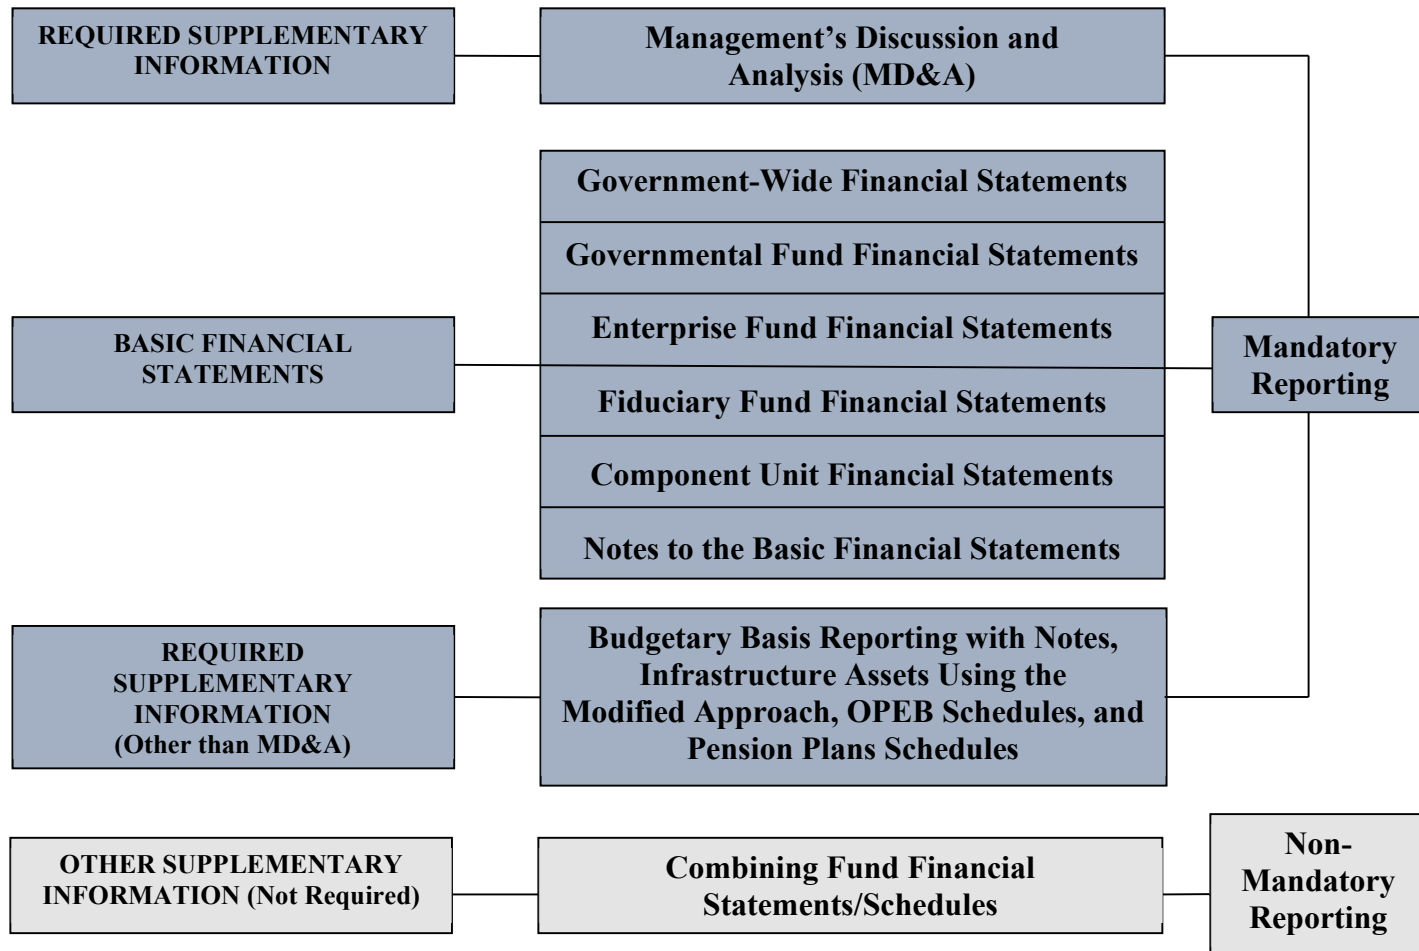 REQUIRED SUPPLEMENTARY
INFORMATION
Management’s Discussion and
Analysis (MD&A)
Government-Wide Financial Statements
Governmental Fund Financial Statements
Enterprise Fund Financial Statements
BASIC FINANCIAL
STATEMENTS
Mandatory
Reporting
Fiduciary Fund Financial Statements
Component Unit Financial Statements
Notes to the Basic Financial Statements
REQUIRED
SUPPLEMENTARY
INFORMATION
(Other than MD&A)
Budgetary Basis Reporting with Notes,
Infrastructure Assets Using the
Modified Approach, OPEB Schedules, and
Pension Plans Schedules
OTHER SUPPLEMENTARY
INFORMATION (Not Required)
Combining Fund Financial
Statements/Schedules
Non-
Mandatory
Reporting